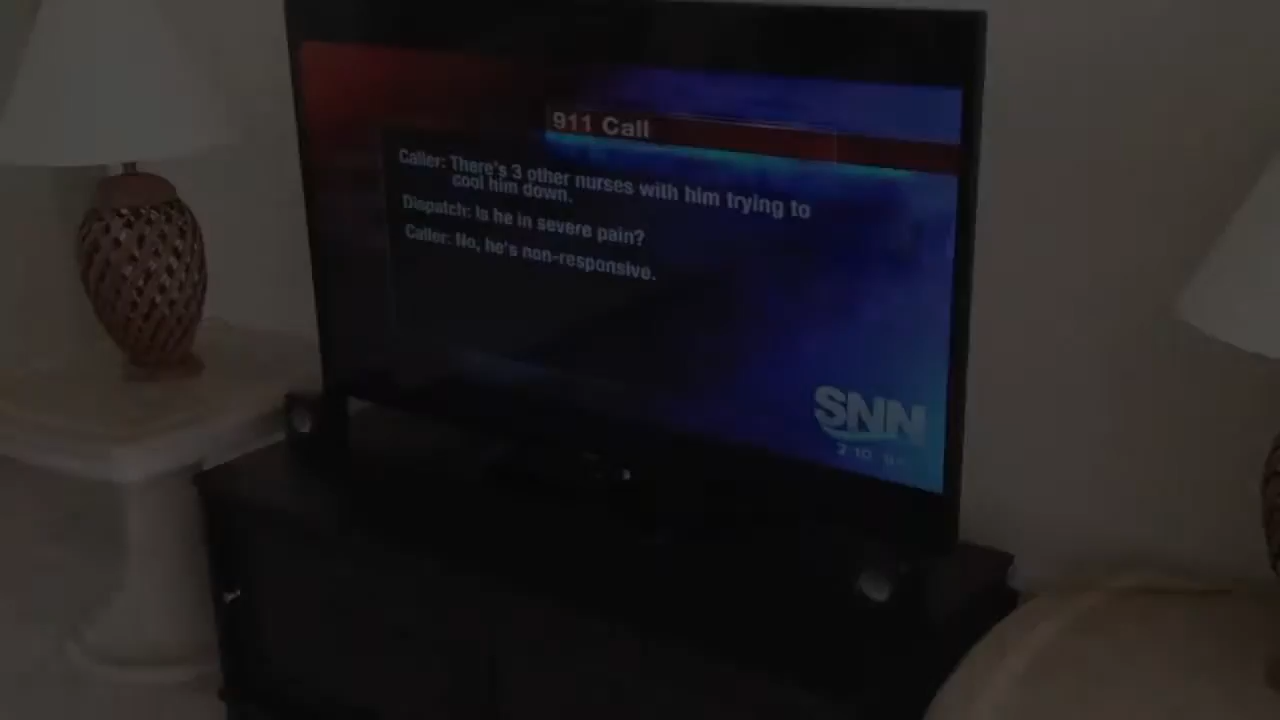 911 Call
Caller: There's 3 other nurses with him trying to
cool him down.
Dispatch: Is he in severe pain?
Caller: No, he's non-responsive.
SNN